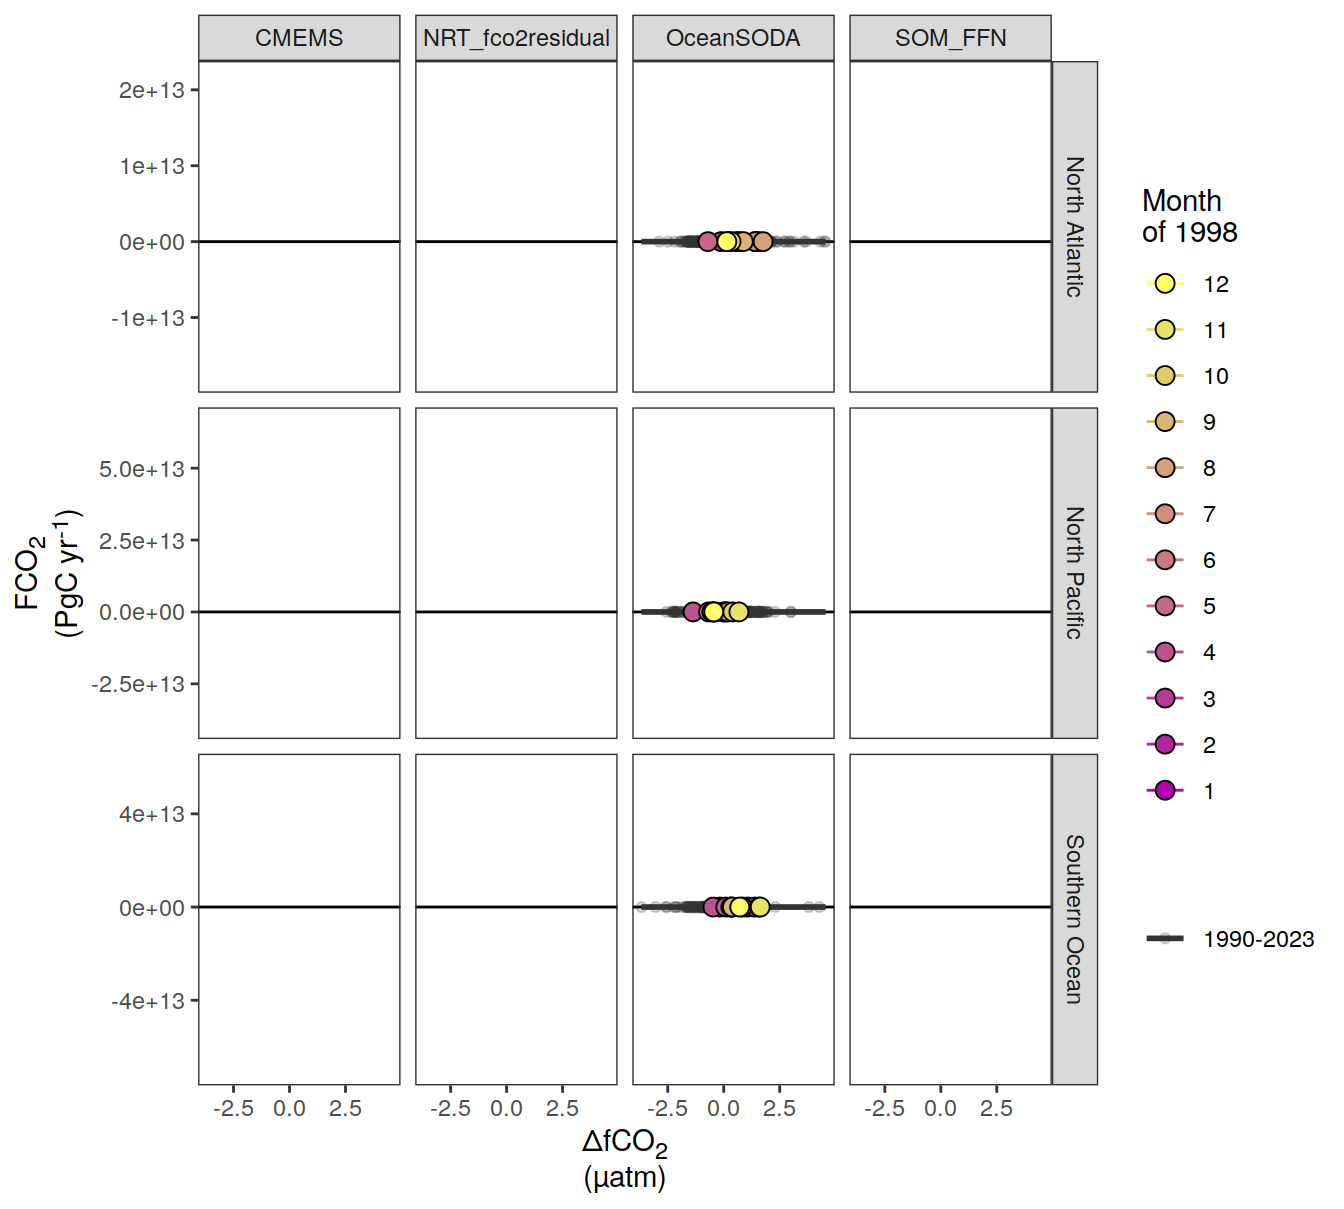 CMEMS
NRT_fco2residual
OceanSODA
SOM_FFN
2e+13
1e+13
0e+00
-1e+13
North Atlantic
5.0e+13
2.5e+13
0.0e+00
-2.5e+13
North Pacific
4e+13
0e+00
-4e+13
Southern Ocean
FCO₂
(PgC yr⁻¹)
-2.5 0.0 2.5
-2.5 0.0 2.5
-2.5 0.0 2.5
-2.5 0.0 2.5
ΔfCO₂
(µatm)
Month
of 1998
12
11
10
9
8
7
6
5
4
3
2
1
1990-2023